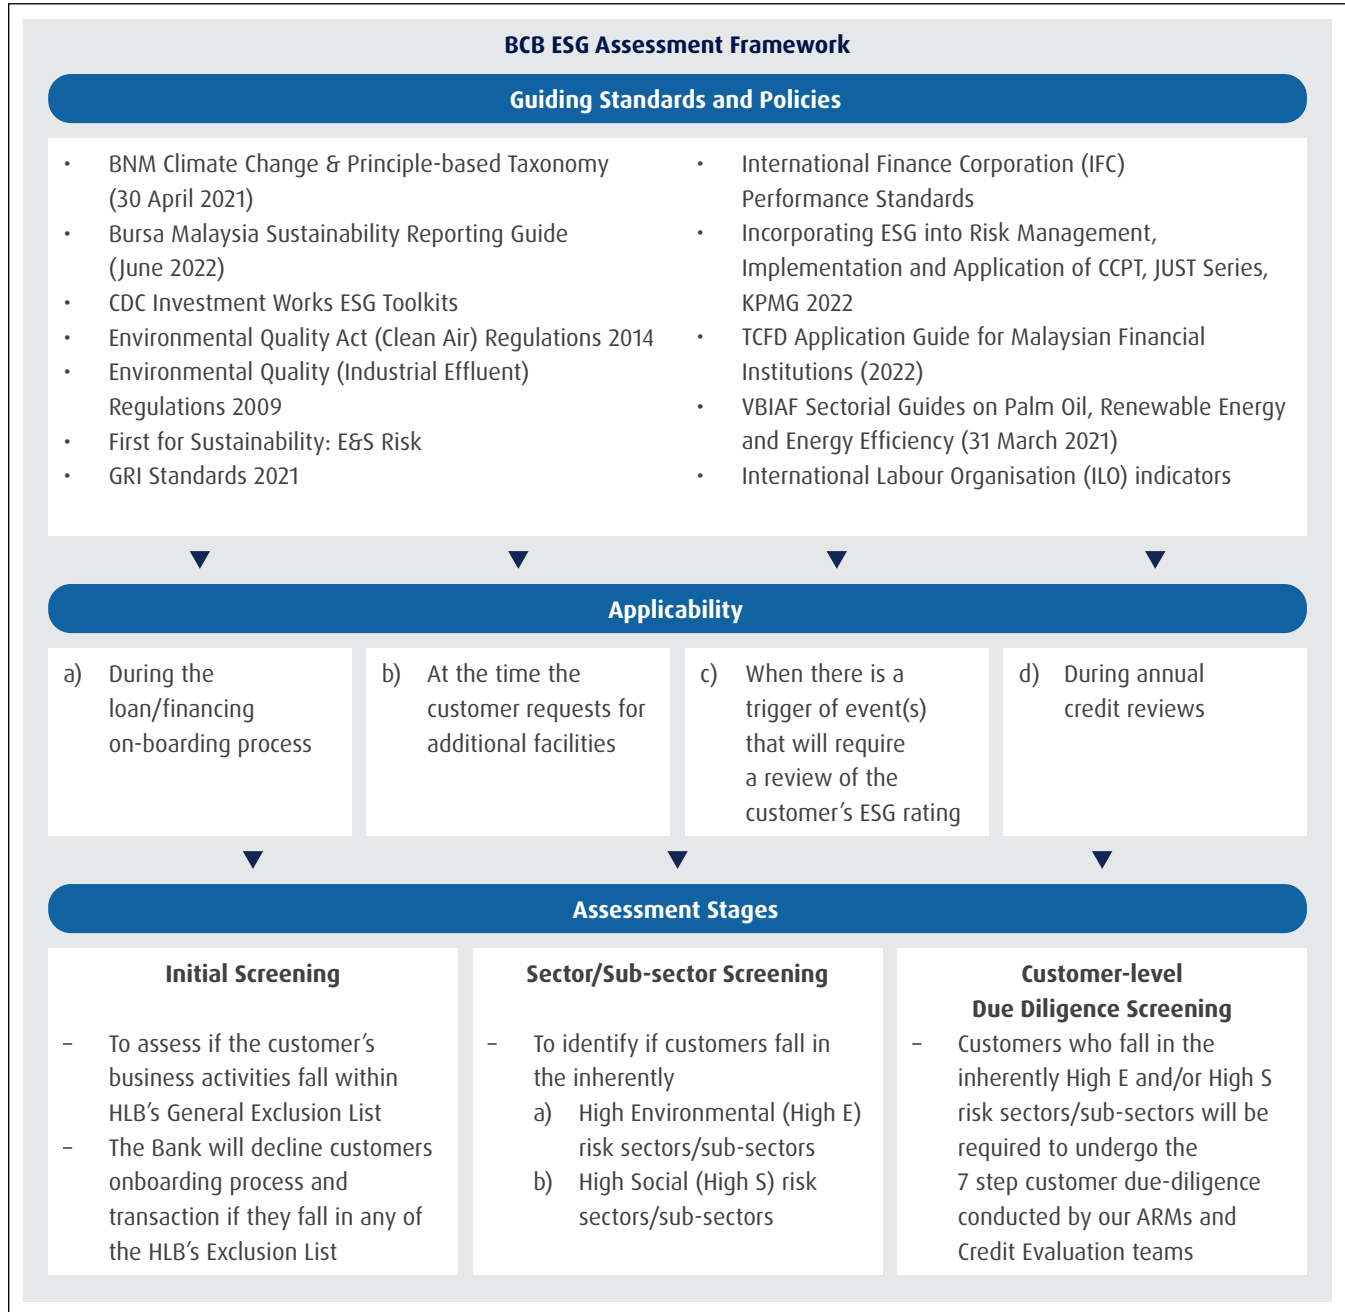 BCB ESG Assessment Framework
Guiding Standards and Policies
• BNM Climate Change & Principle-based Taxonomy
(30 April 2021)
• Bursa Malaysia Sustainability Reporting Guide
(June 2022)
• CDC Investment Works ESG Toolkits
• Environmental Quality Act (Clean Air) Regulations 2014
• Environmental Quality (Industrial Effluent)
Regulations 2009
• First for Sustainability: E&S Risk
• GRI Standards 2021
• International Finance Corporation (IFC)
Performance Standards
• Incorporating ESG into Risk Management,
Implementation and Application of CCPT, JUST Series,
KPMG 2022
• TCFD Application Guide for Malaysian Financial
Institutions (2022)
• VBIAF Sectorial Guides on Palm Oil, Renewable Energy
and Energy Efficiency (31 March 2021)
• International Labour Organisation (ILO) indicators
Applicability
a) During the
loan/financing
on-boarding process
b) At the time the
customer requests for
additional facilities
c) When there is a
trigger of event(s)
that will require
a review of the
customer's ESG rating
d) During annual
credit reviews
Assessment Stages
Initial Screening
– To assess if the customer's
business activities fall within
HLB's General Exclusion List
– The Bank will decline customers
onboarding process and
transaction if they fall in any of
the HLB's Exclusion List
Sector/Sub-sector Screening
– To identify if customers fall in
the inherently
a) High Environmental (High E)
risk sectors/sub-sectors
b) High Social (High S) risk
sectors/sub-sectors
Customer-level
Due Diligence Screening
– Customers who fall in the
inherently High E and/or High S
risk sectors/sub-sectors will be
required to undergo the
7 step customer due-diligence
conducted by our ARMs and
Credit Evaluation teams